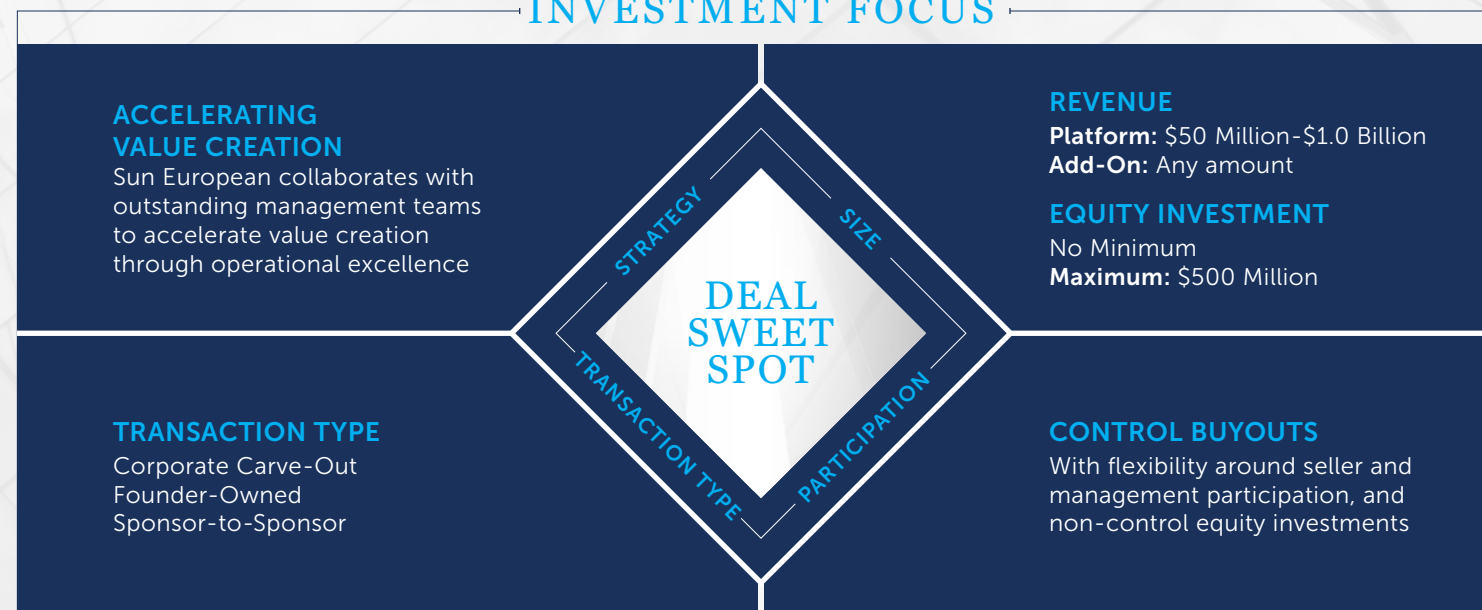 INVESTMENT FOCUS
ACCELERATING
VALUE CREATION
Sun European collaborates with
outstanding management teams
to accelerate value creation
through operational excellence
REVENUE
Platform: $50 Million-$1.0 Billion
Add-On: Any amount
EQUITY INVESTMENT
No Minimum
Maximum: $500 Million
STRATEGY
SIZE
DEAL
SWEET
SPOT
TRANSACTION TYPE
PARTICIPATION
TRANSACTION TYPE
Corporate Carve-Out
Founder-Owned
Sponsor-to-Sponsor
CONTROL BUYOUTS
With flexibility around seller and
management participation, and
non-control equity investments